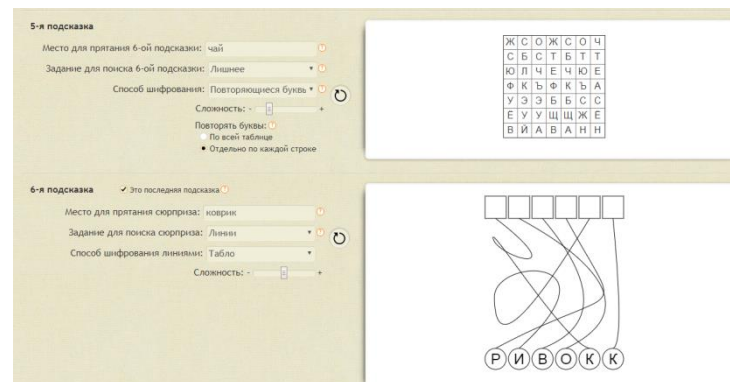 5-я подсказка
Место для прятания 6-ой подсказки: чай
Задание для поиска 6-ой подсказки: Лишнее
Способ шифрования: Повторяющиеся буквы
Сложность: - +
Повторять буквы:
По всей таблице
Отдельно по каждой строке
Ж С О Ж С О Ч
С Б С Т Б Т Т
Ю Л Ч Е Ч Ю Е
Ф К Ъ Ф К Ъ А
У Э Э Б Б С С
Ё У У Щ Щ Ж Ё
В Й А В А Н Н
6-я подсказка ✔ Это последняя подсказка
Место для прятания сюрприза: коврик
Задание для поиска сюрприза: Линии
Способ шифрования линиями: Табло
Сложность: - +
Р И В О К К